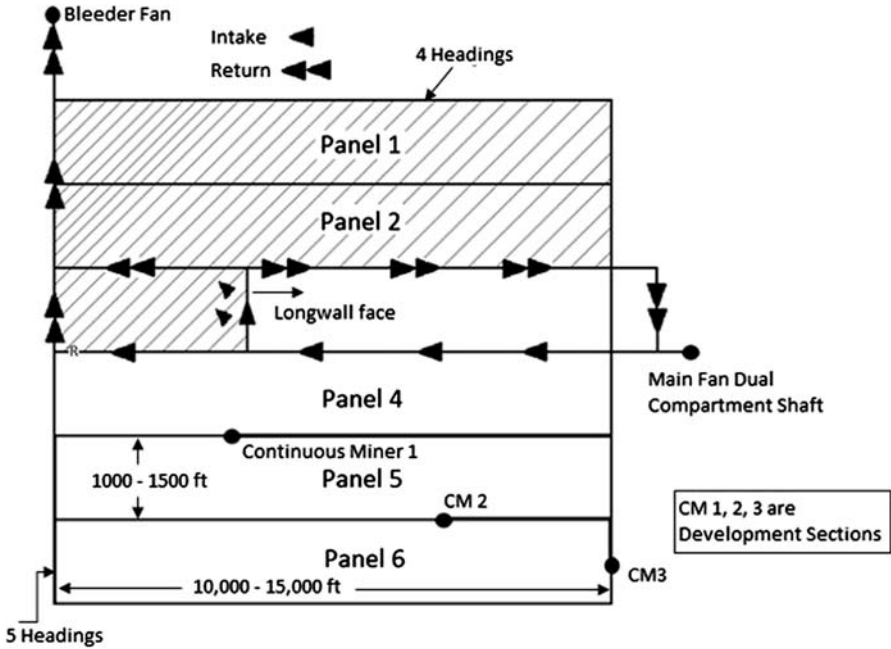 Bleeder Fan
Intake
Return
4 Headings
Panel 1
Panel 2
Longwall face
R
Main Fan Dual
Compartment Shaft
Panel 4
Continuous Miner 1
1000 - 1500 ft
Panel 5
CM 2
CM 1, 2, 3 are
Development Sections
Panel 6
CM3
10,000 - 15,000 ft
5 Headings